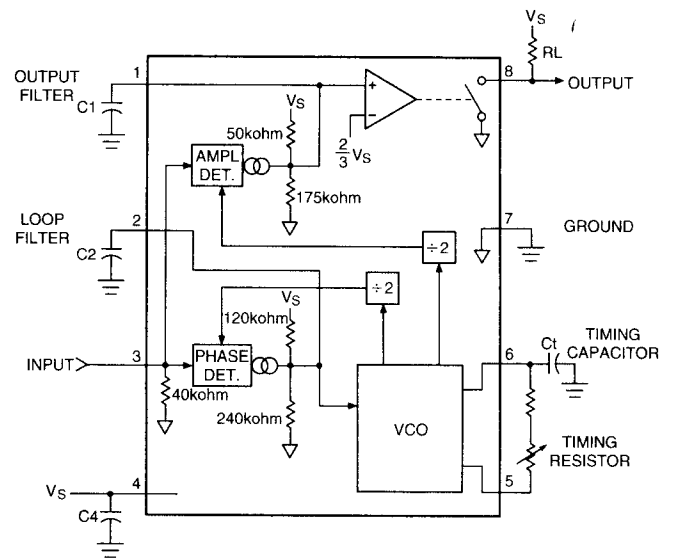 VS
RL
1
8
OUTPUT
FILTER
C1
OUTPUT
+
−
2/3 VS
VS
50kohm
AMPL
DET.
175kohm
LOOP
FILTER
2
C2
7
GROUND
÷2
÷2
VS
120kohm
INPUT
3
PHASE
DET.
40kohm
240kohm
VCO
6
Ct
TIMING
CAPACITOR
TIMING
RESISTOR
5
VS
4
C4